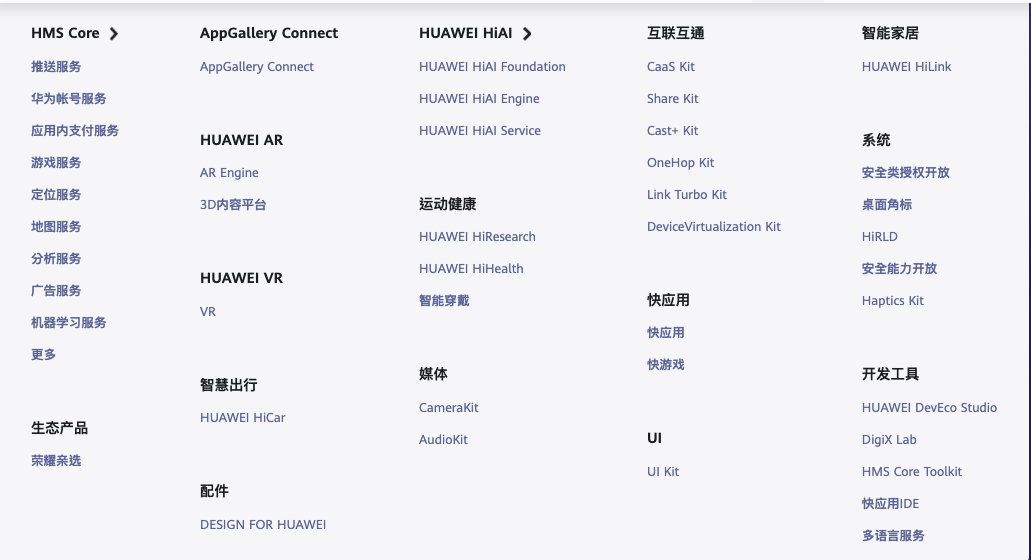 HMS Core
推送服务
华为帐号服务
应用内支付服务
游戏服务
定位服务
地图服务
分析服务
广告服务
机器学习服务
更多
生态产品
荣耀亲选
AppGallery Connect
AppGallery Connect
HUAWEI AR
AR Engine
3D内容平台
HUAWEI VR
VR
智慧出行
HUAWEI HiCar
配件
DESIGN FOR HUAWEI
HUAWEI HiAI
HUAWEI HiAI Foundation
HUAWEI HiAI Engine
HUAWEI HiAI Service
运动健康
HUAWEI HiResearch
HUAWEI HiHealth
智能穿戴
媒体
CameraKit
AudioKit
互联互通
CaaS Kit
Share Kit
Cast+ Kit
OneHop Kit
Link Turbo Kit
DeviceVirtualization Kit
快应用
快应用
快游戏
UI
UI Kit
智能家居
HUAWEI HiLink
系统
安全类授权开放
桌面角标
HiRLD
安全能力开放
Haptics Kit
开发工具
HUAWEI DevEco Studio
DigiX Lab
HMS Core Toolkit
快应用IDE
多语言服务